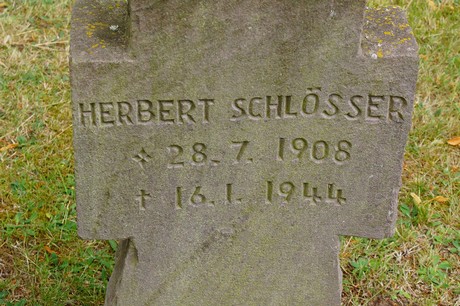 HERBERT SCHLÖSSER
✶ 28. 7. 1908
† 16. 1. 1944